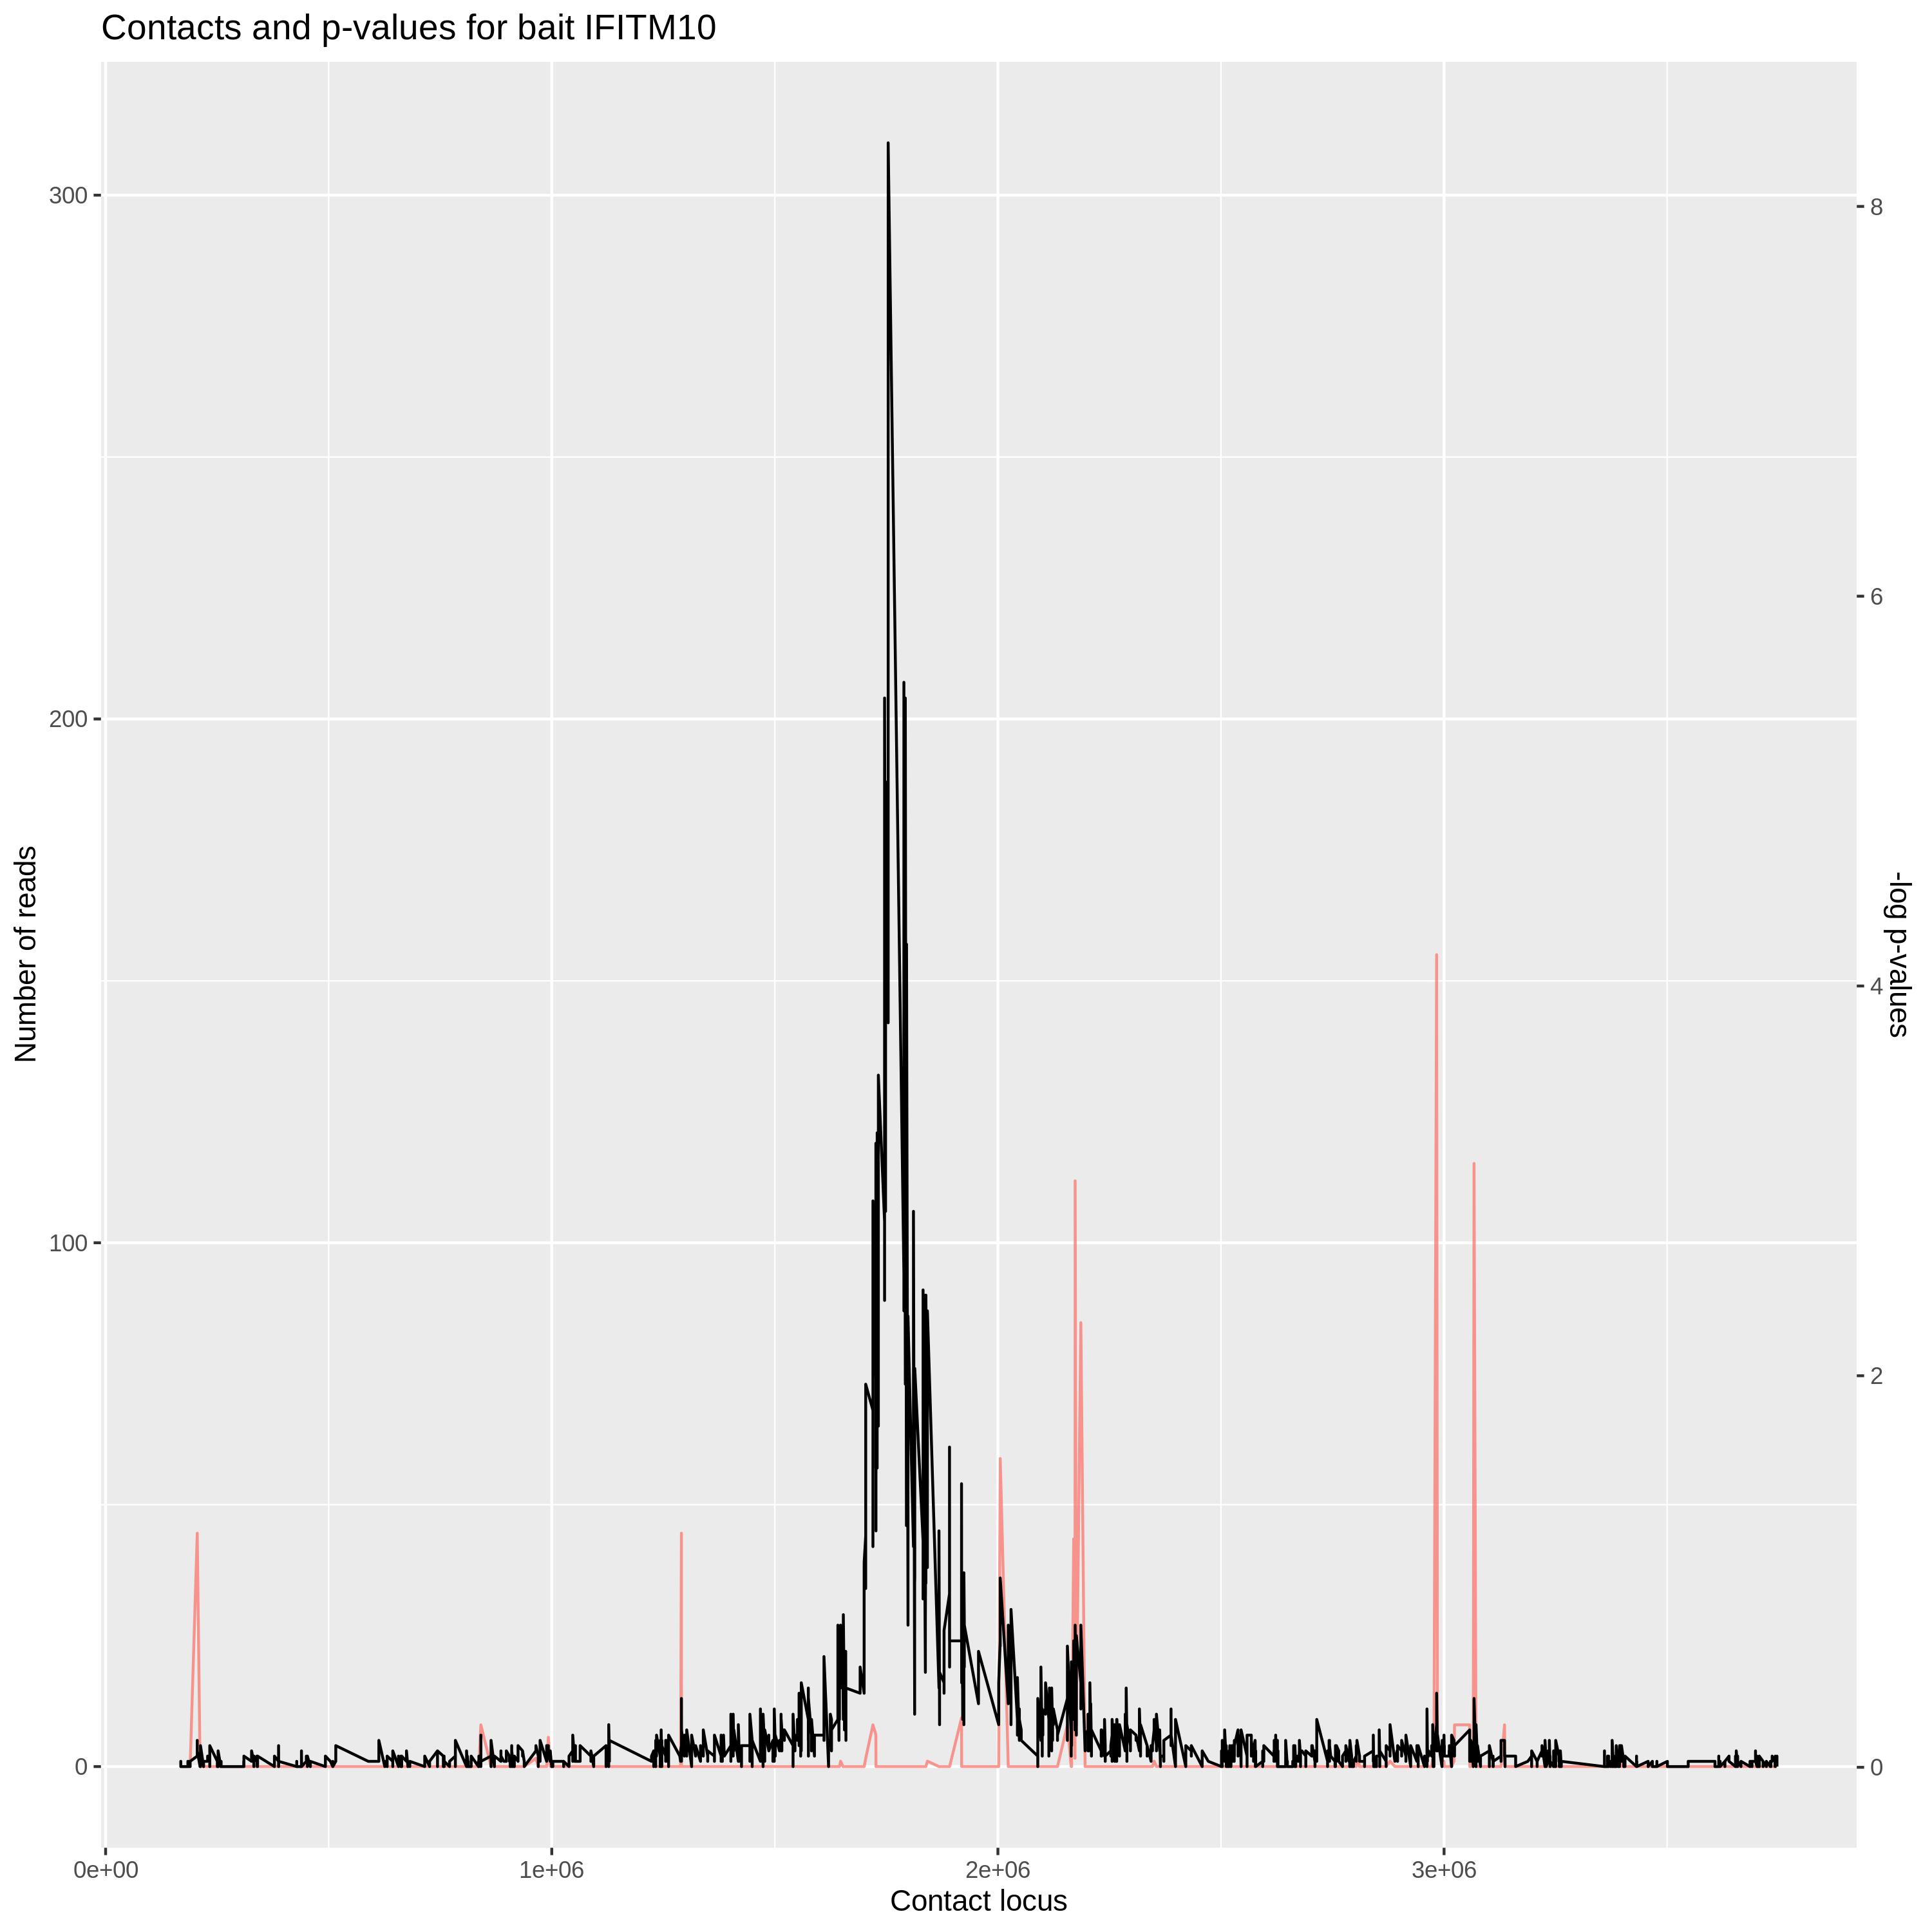 Contacts and p-values for bait IFITM10
300
200
100
0
Number of reads
8
6
4
2
0
-log p-values
0e+00
1e+06
2e+06
3e+06
Contact locus